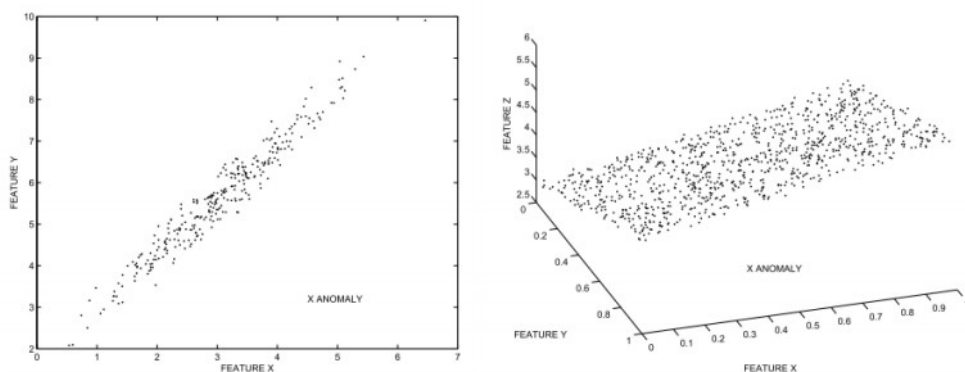 10
9
8
7
6
5
4
3
2
FEATURE Y
X ANOMALY
0 1 2 3 4 5 6 7
FEATURE X
6
5.5
5
4.5
4
3.5
3
2.5
FEATURE Z
0
0.2
0.4
0.6
0.8
1
FEATURE Y
X ANOMALY
0 0.1 0.2 0.3 0.4 0.5 0.6 0.7 0.8 0.9
FEATURE X